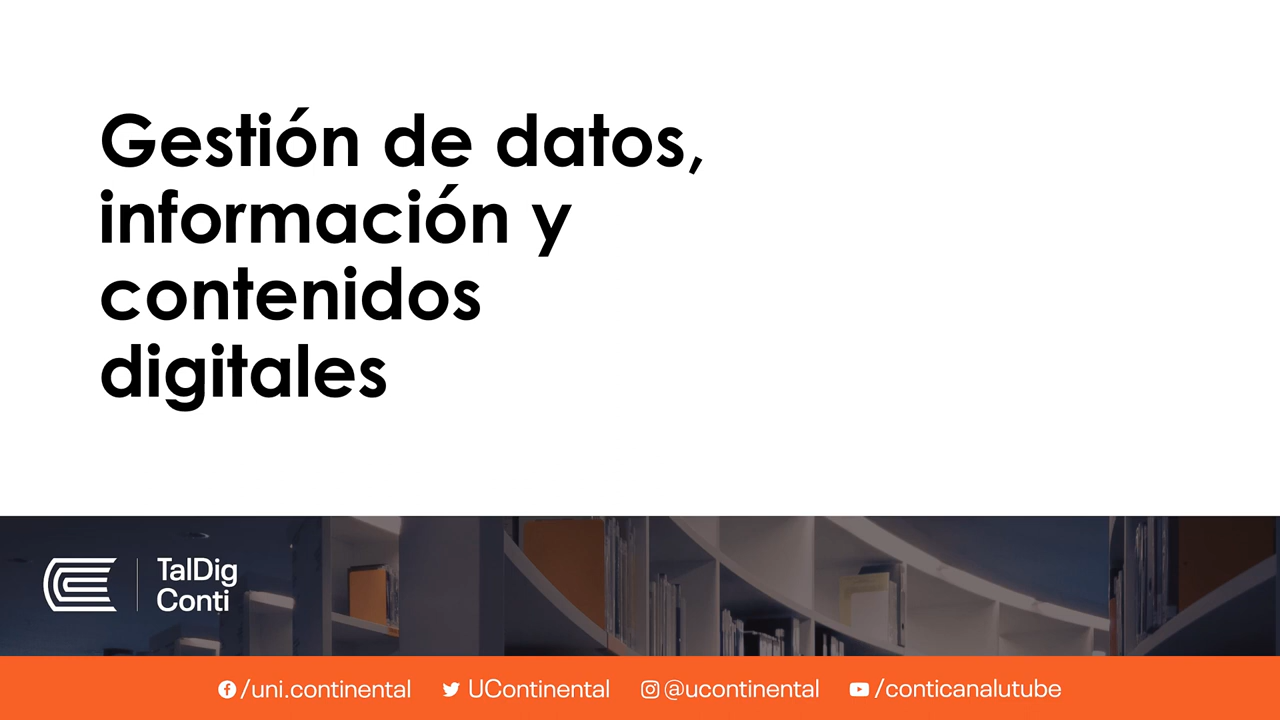 Gestión de datos,
información y
contenidos
digitales
TalDig
Conti
/uni.continental UContinental @ucontinental /conticanalutube